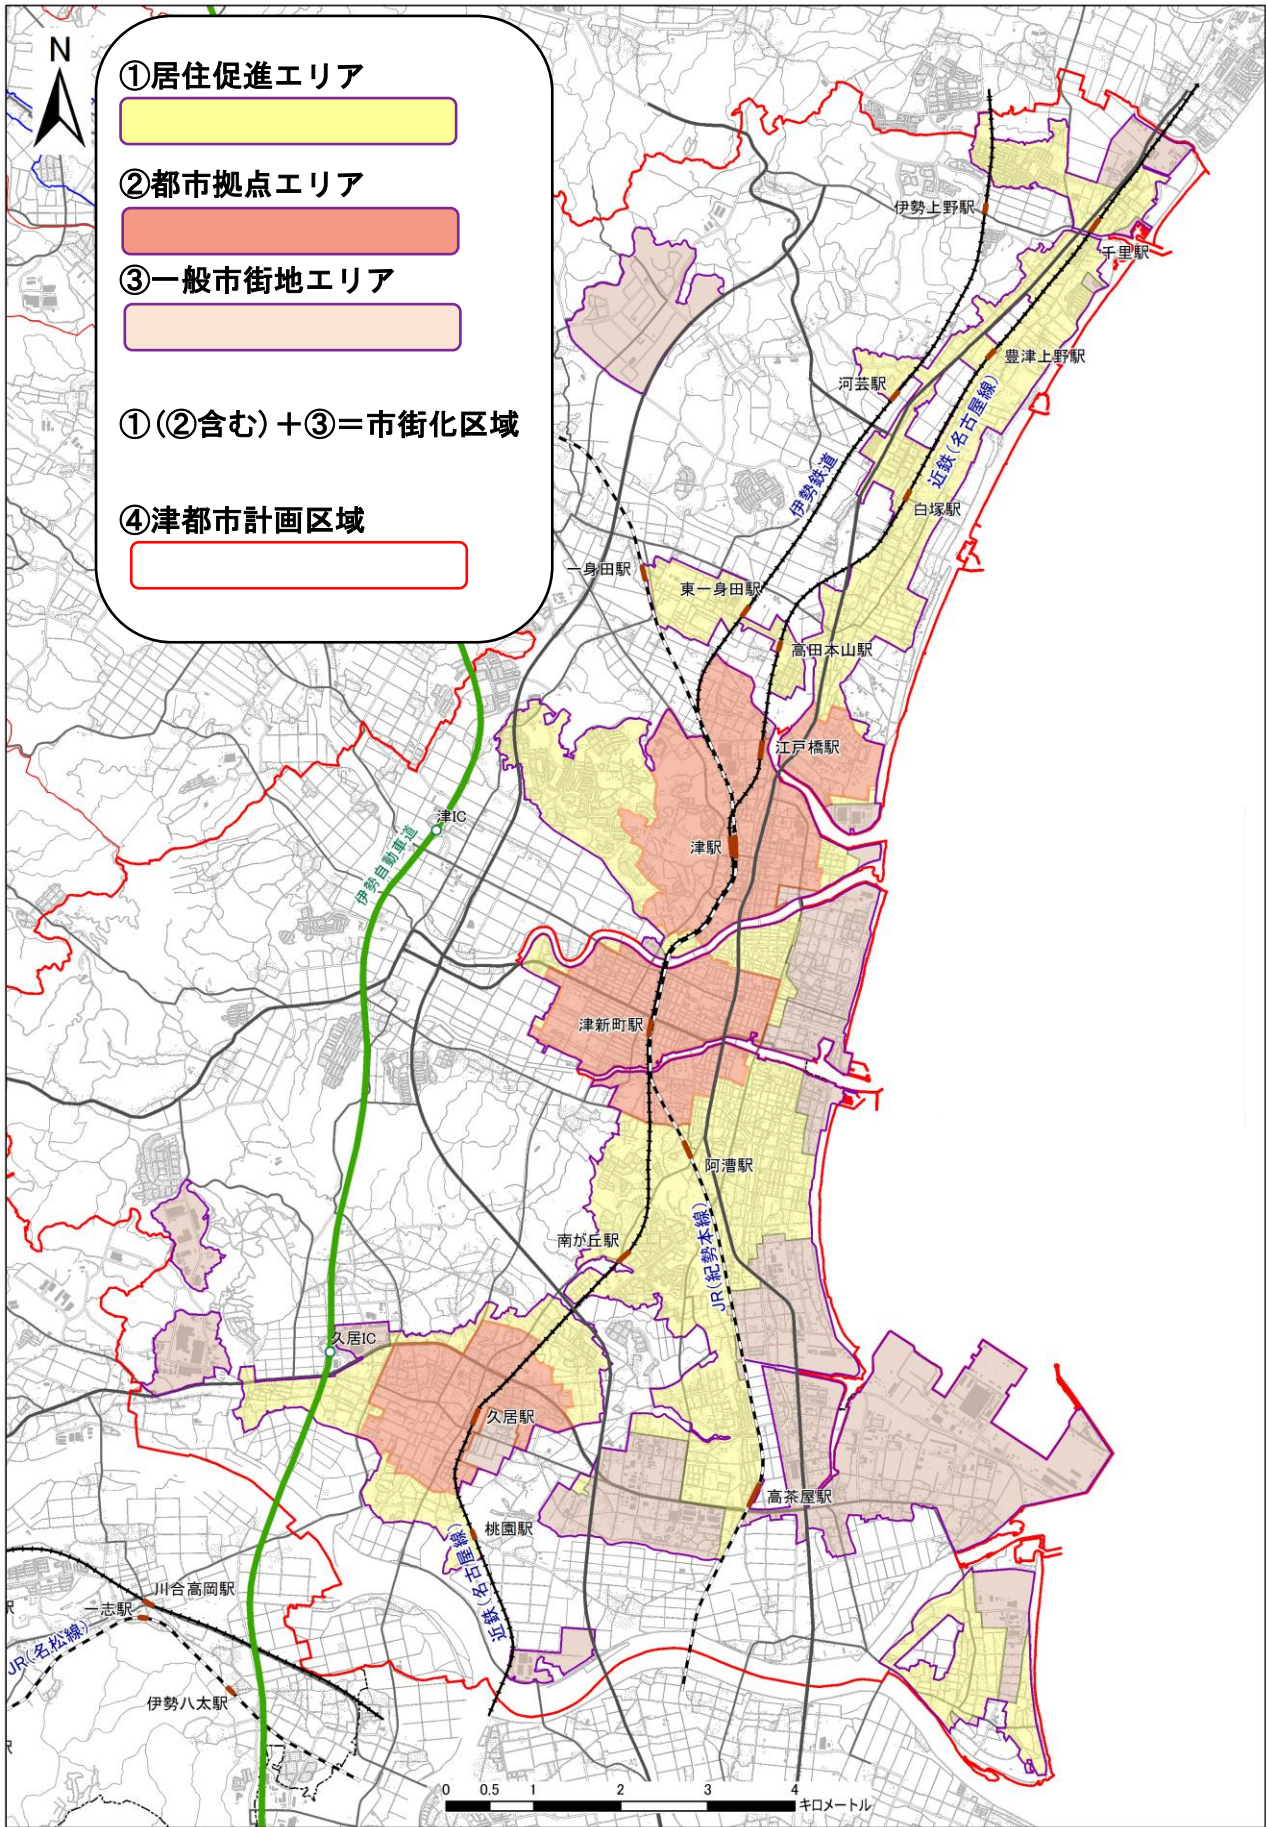 N
①居住促進エリア
②都市拠点エリア
③一般市街地エリア
①(②含む)+③=市街化区域
④津都市計画区域
伊勢上野駅
千里駅
豊津上野駅
河芸駅
近鉄(名古屋線)
伊勢鉄道
白塚駅
一身田駅
東一身田駅
高田本山駅
江戸橋駅
津IC
伊勢自動車道
津駅
津新町駅
阿漕駅
JR(紀勢本線)
南が丘駅
久居IC
久居駅
高茶屋駅
桃園駅
近鉄(名古屋線)
川合高岡駅
一志駅
駅
JR(名松線)
伊勢八太駅
駅
0 0.5 1 2 3 4
キロメートル